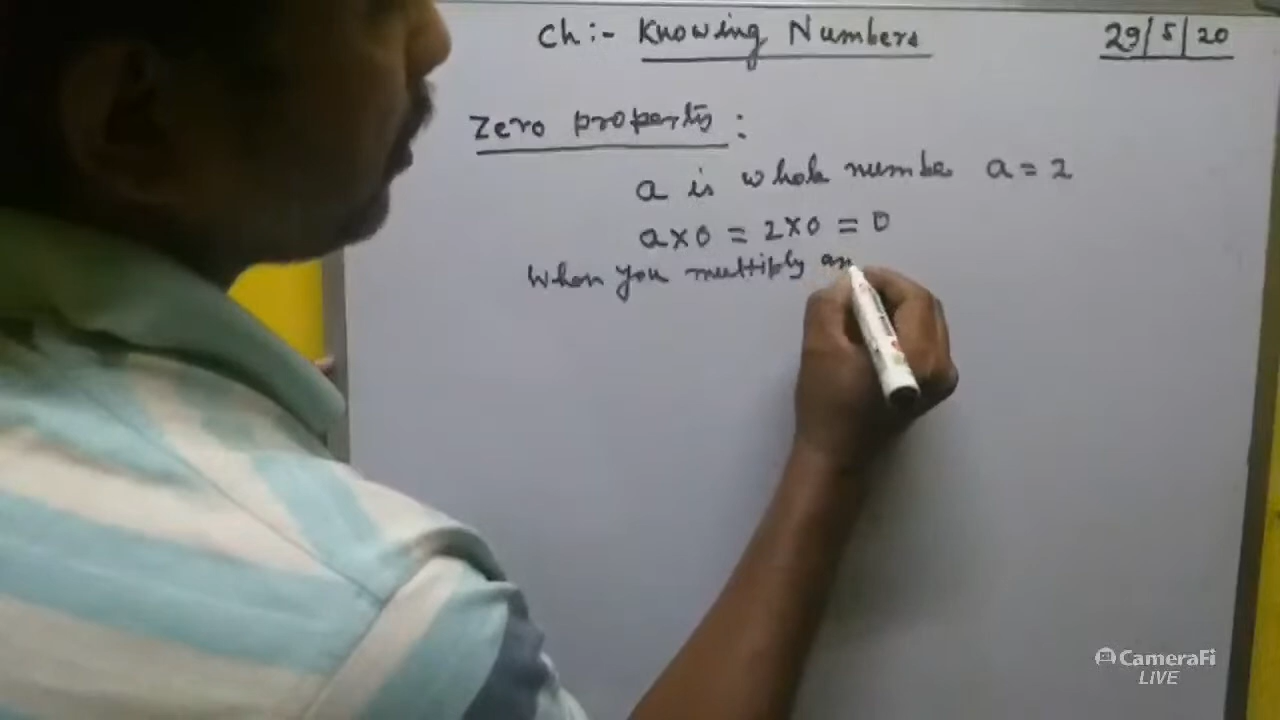 Ch:- Knowing Numbers
29/5/20
Zero property:
a is whole number a = 2
a×0 = 2×0 = 0
When you multiply an
CameraFi
LIVE